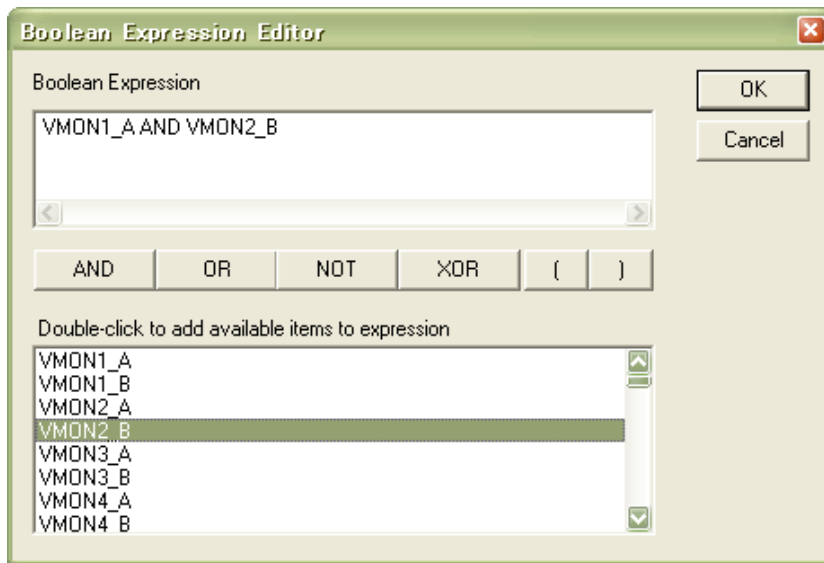 Boolean Expression Editor
Boolean Expression
OK
VMON1_A AND VMON2_B
Cancel
AND OR NOT XOR ( )
Double-click to add available items to expression
VMON1_A
VMON1_B
VMON2_A
VMON2_B
VMON3_A
VMON3_B
VMON4_A
VMON4_B